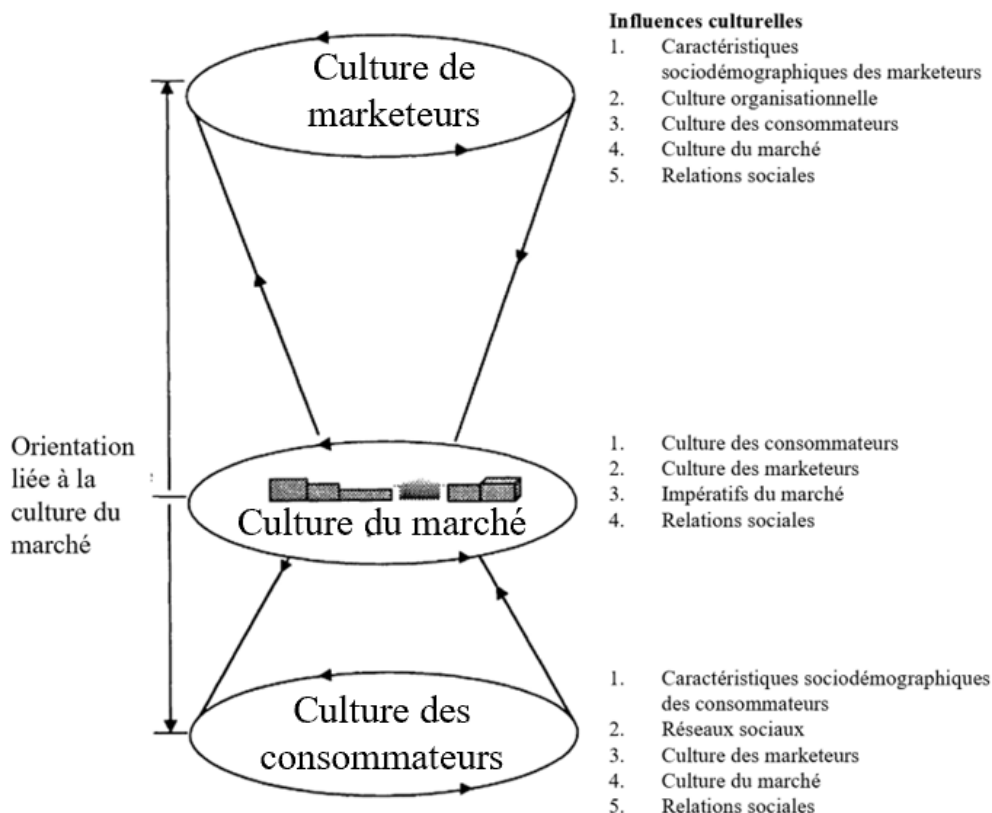 Influences culturelles
1. Caractéristiques
sociodémographiques des marketeurs
2. Culture organisationnelle
3. Culture des consommateurs
4. Culture du marché
5. Relations sociales
Culture de
marketeurs
Orientation
liée à la
culture du
marché
Culture du marché
1. Culture des consommateurs
2. Culture des marketeurs
3. Impératifs du marché
4. Relations sociales
Culture des
consommateurs
1. Caractéristiques sociodémographiques
des consommateurs
2. Réseaux sociaux
3. Culture des marketeurs
4. Culture du marché
5. Relations sociales